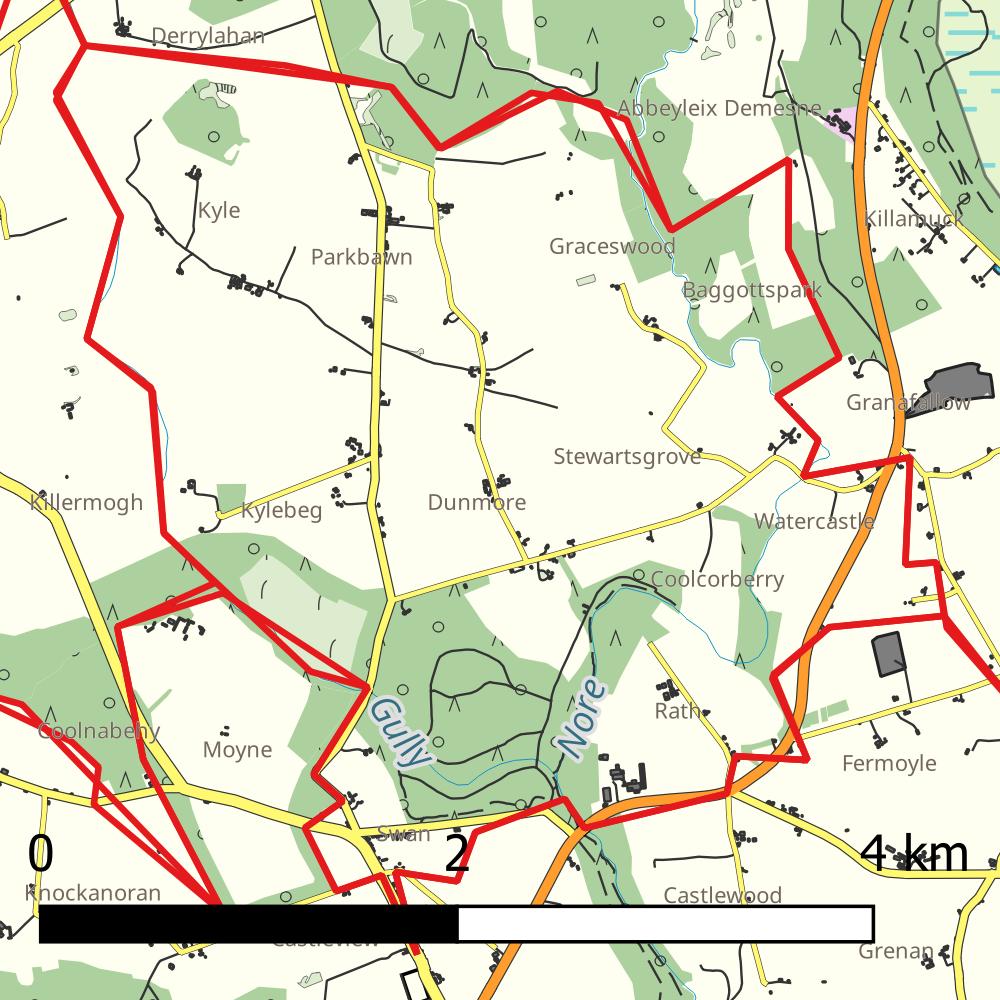 Derrylahan
Abbeyleix Demesne
Kyle
Killamuck
Graceswood
Parkbawn
Baggottspark
Granafallow
Stewartsgrove
Killermogh
Kylebeg
Dunmore
Watercastle
Coolcorberry
Gully
Nore
Rath
Coolnabehy
Moyne
Fermoyle
Swan
0
2
4 km
Knockanoran
Castlewood
Castleview
Grenan